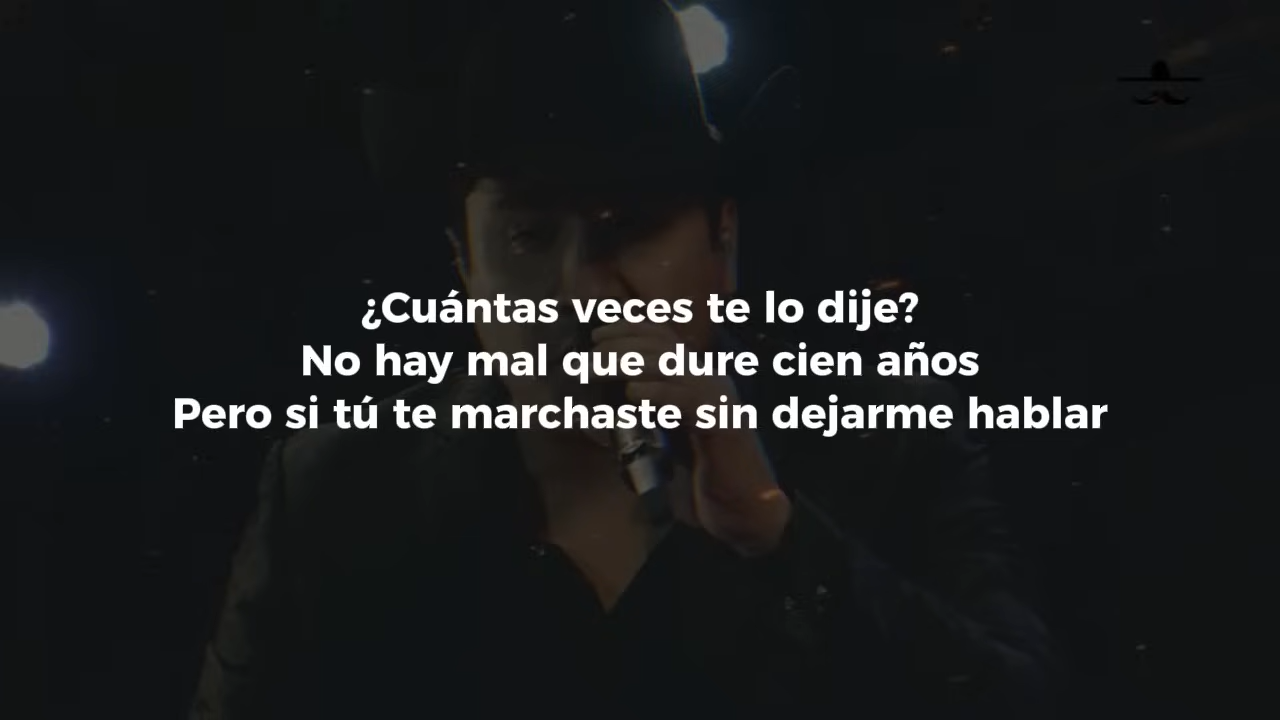 ¿Cuántas veces te lo dije?
No hay mal que dure cien años
Pero si tú te marchaste sin dejarme hablar